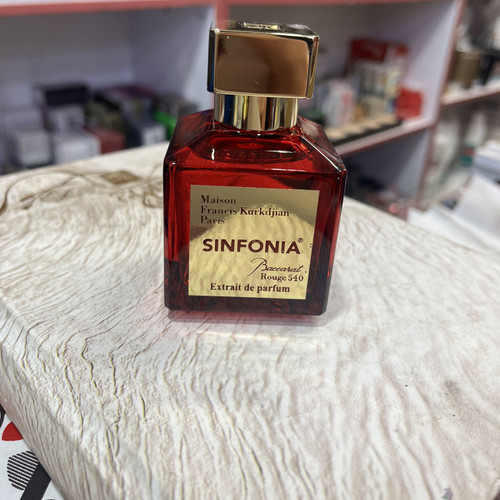 Maison
Francis Kurkdjian
Paris
SINFONIA®
Baccarat
Rouge 540
Extrait de parfum